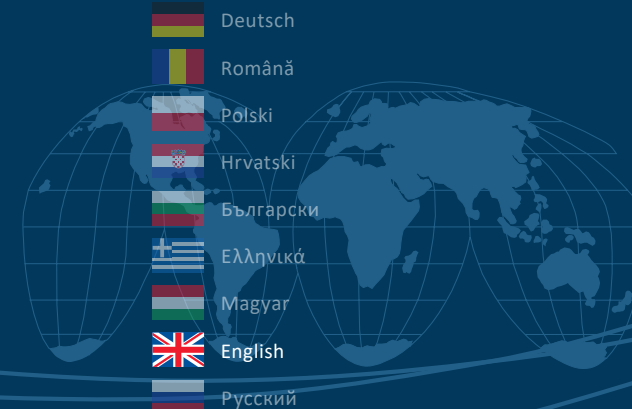 Deutsch
Română
Polski
Hrvatski
Български
Ελληνικά
Magyar
English
Русский